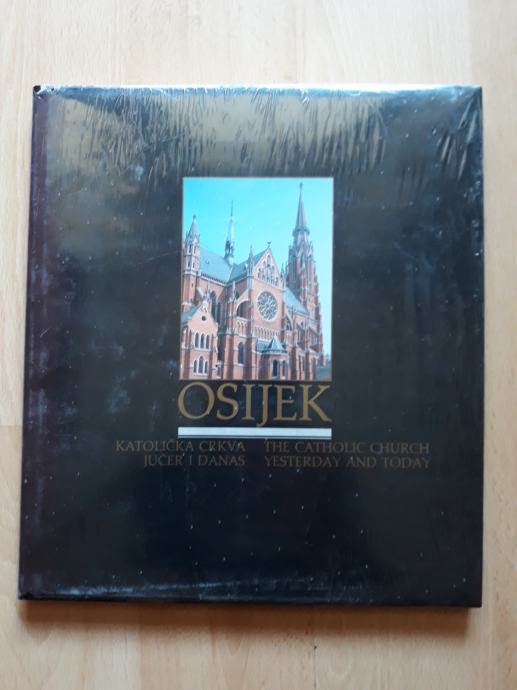 OSIJEK
KATOLIČKA CRKVA
JUČER I DANAS
THE CATHOLIC CHURCH
YESTERDAY AND TODAY